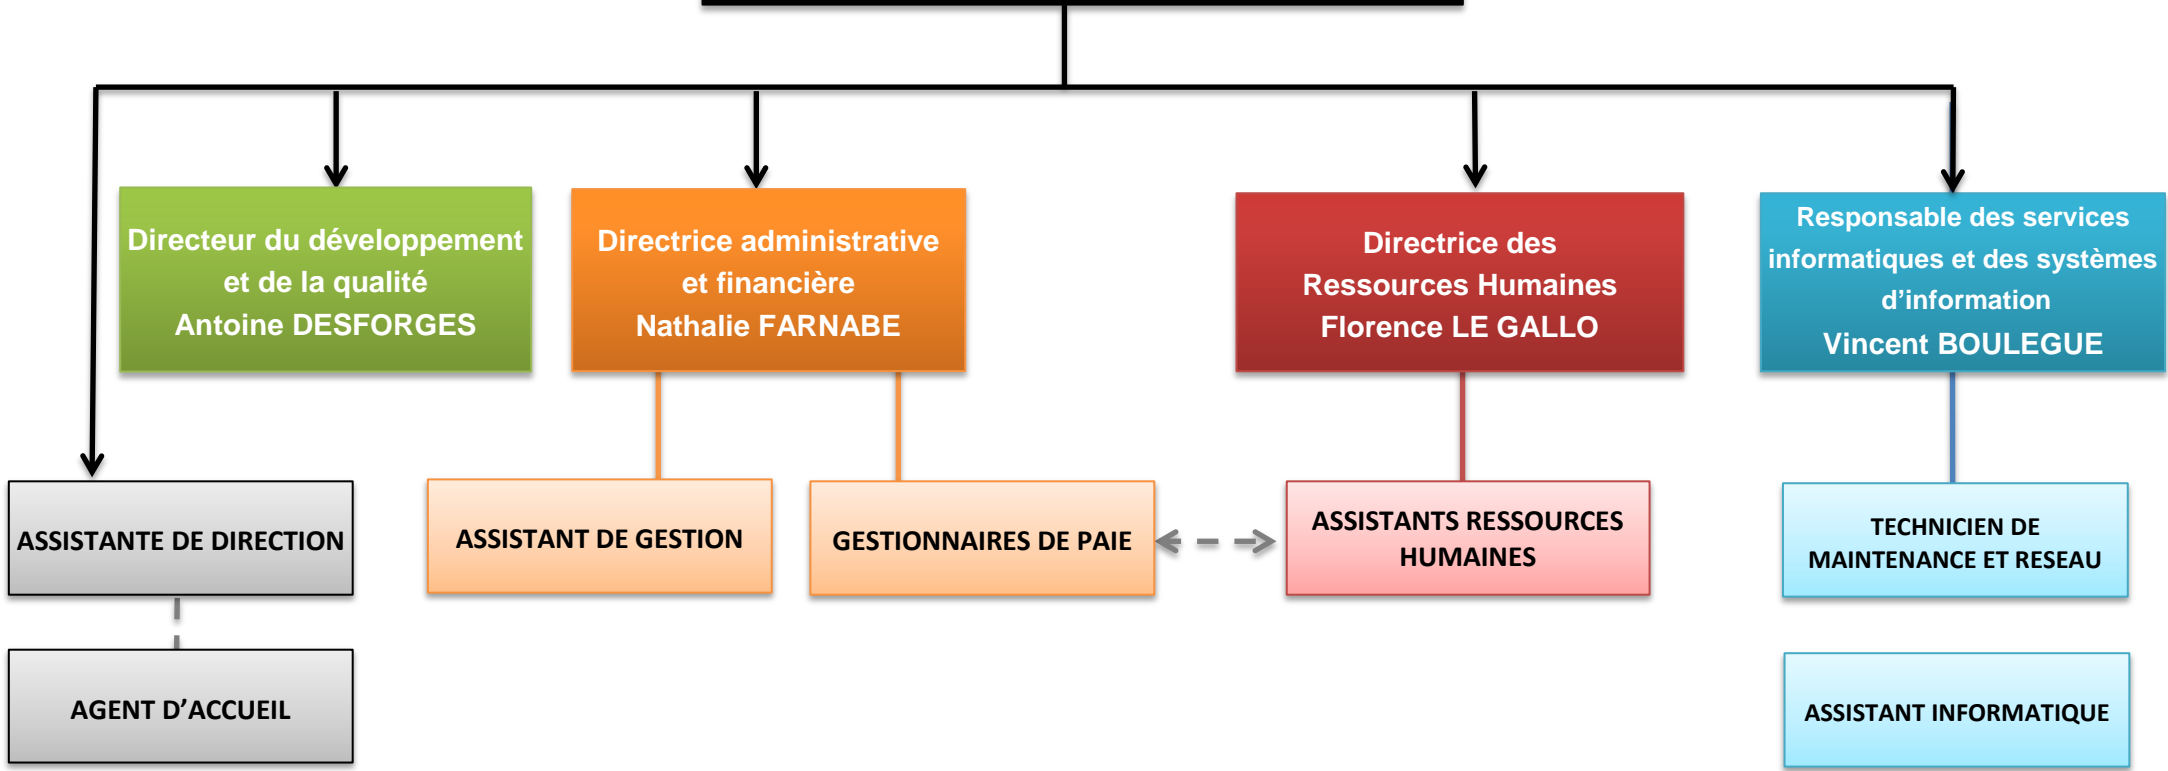 Directeur du développement
et de la qualité
Antoine DESFORGES
Directrice administrative
et financière
Nathalie FARNABE
Directrice des
Ressources Humaines
Florence LE GALLO
Responsable des services
informatiques et des systèmes
d’information
Vincent BOULEGUE
ASSISTANTE DE DIRECTION
ASSISTANT DE GESTION
GESTIONNAIRES DE PAIE
ASSISTANTS RESSOURCES
HUMAINES
TECHNICIEN DE
MAINTENANCE ET RESEAU
AGENT D’ACCUEIL
ASSISTANT INFORMATIQUE